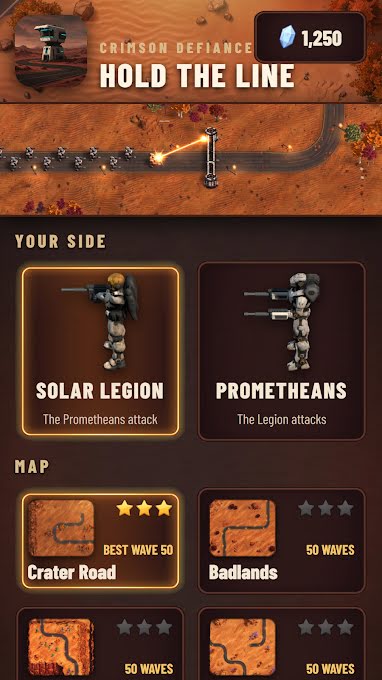 CRIMSON DEFIANCE
1,250
HOLD THE LINE
YOUR SIDE
SOLAR LEGION
The Prometheans attack
PROMETHEANS
The Legion attacks
MAP
BEST WAVE 50
Crater Road
50 WAVES
Badlands
50 WAVES
50 WAVES